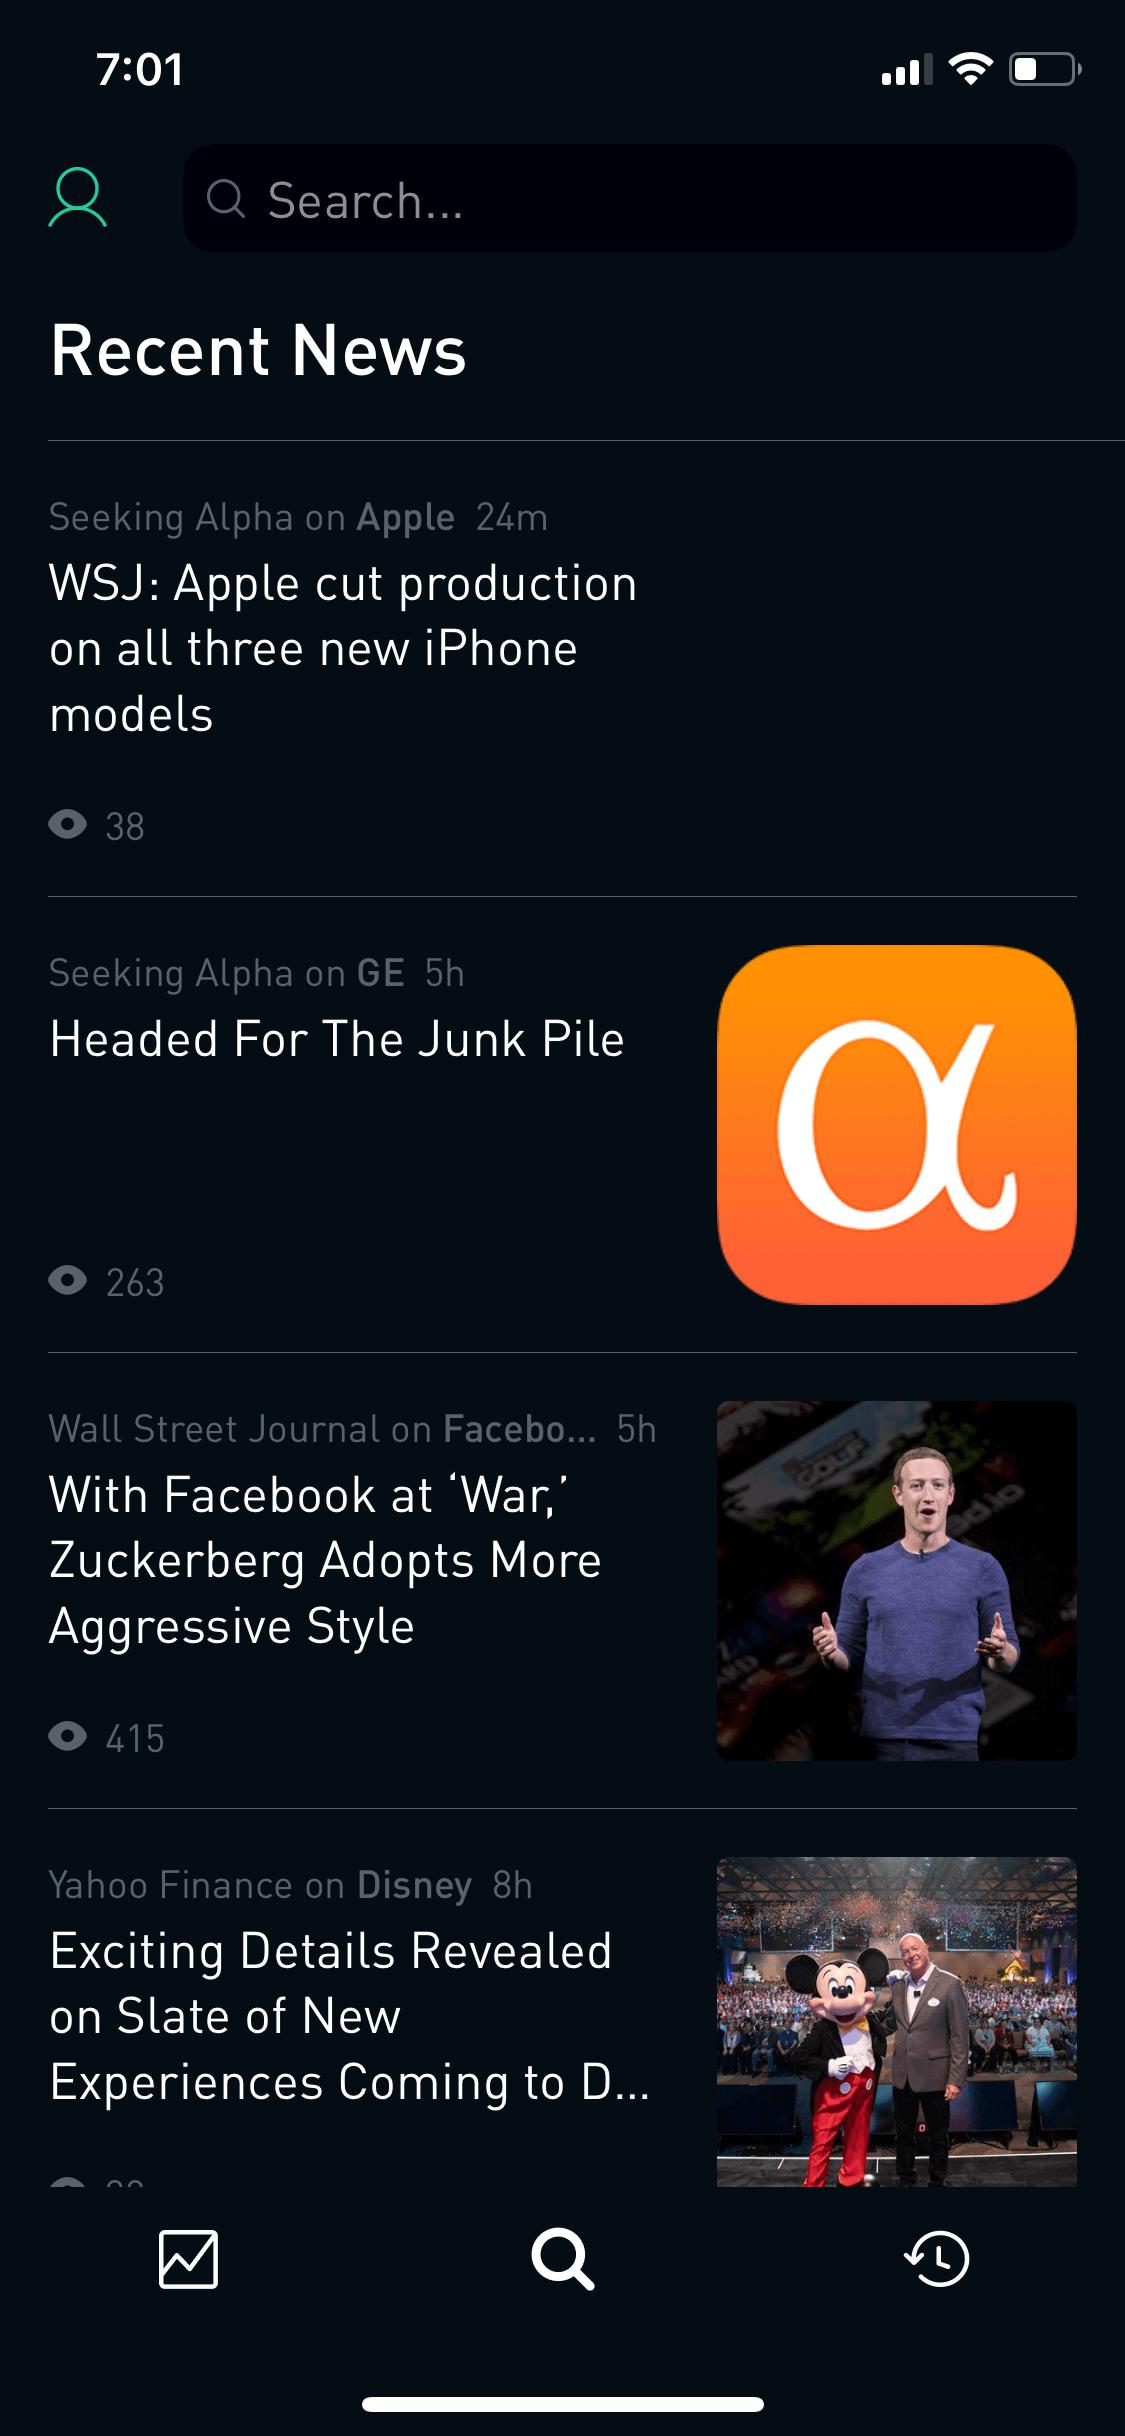 7:01
Search...
Recent News
Seeking Alpha on Apple 24m
WSJ: Apple cut production
on all three new iPhone
models
38
Seeking Alpha on GE 5h
Headed For The Junk Pile
α
263
Wall Street Journal on Facebo... 5h
With Facebook at ‘War,’
Zuckerberg Adopts More
Aggressive Style
415
Yahoo Finance on Disney 8h
Exciting Details Revealed
on Slate of New
Experiences Coming to D...